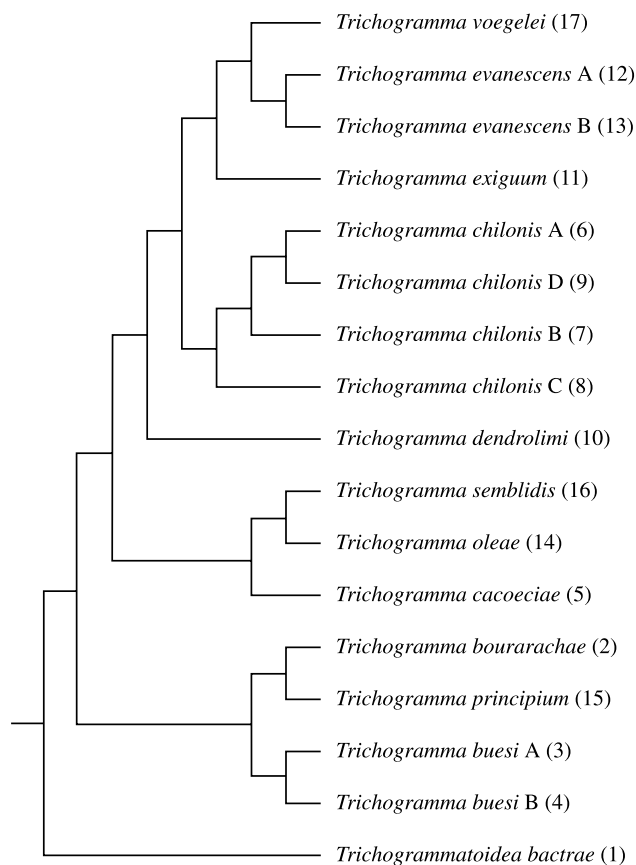 Trichogramma voegelei (17)
Trichogramma evanescens A (12)
Trichogramma evanescens B (13)
Trichogramma exiguum (11)
Trichogramma chilonis A (6)
Trichogramma chilonis D (9)
Trichogramma chilonis B (7)
Trichogramma chilonis C (8)
Trichogramma dendrolimi (10)
Trichogramma semblidis (16)
Trichogramma oleae (14)
Trichogramma cacoeciae (5)
Trichogramma bourarachae (2)
Trichogramma principium (15)
Trichogramma buesi A (3)
Trichogramma buesi B (4)
Trichogrammatoidea bactrae (1)